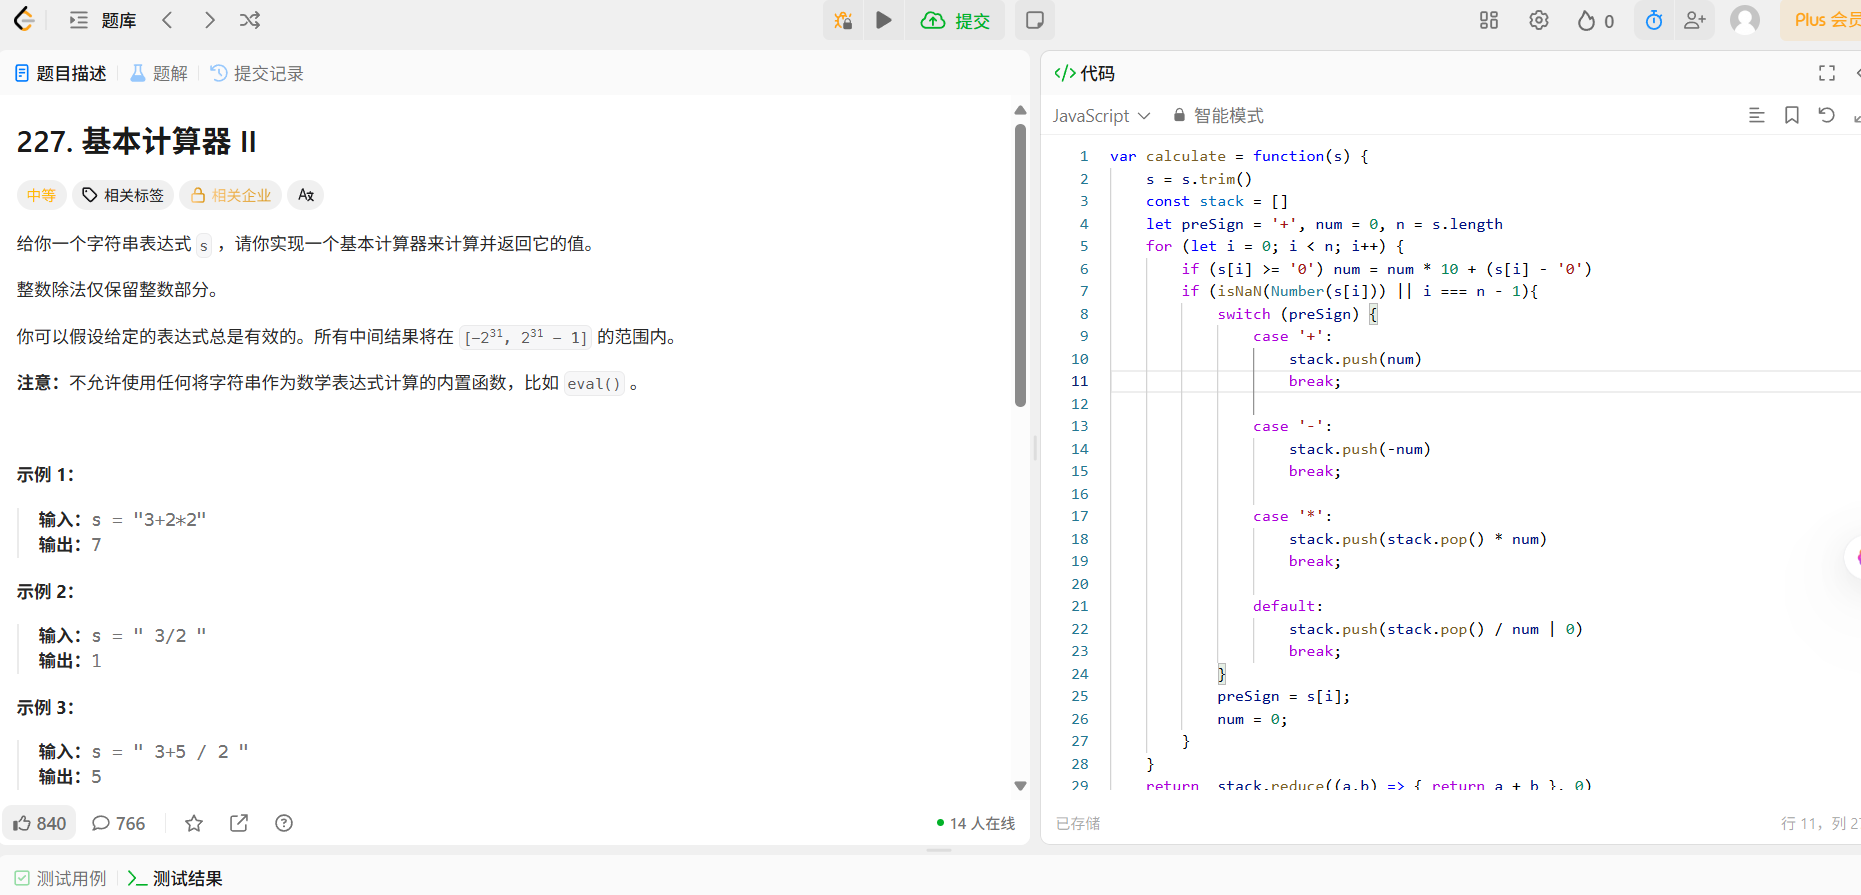 题库
提交
0
Plus 会员
题目描述
题解
提交记录
227. 基本计算器 II
中等
相关标签
相关企业
给你一个字符串表达式 s ，请你实现一个基本计算器来计算并返回它的值。
整数除法仅保留整数部分。
你可以假设给定的表达式总是有效的。所有中间结果将在 [-2³¹, 2³¹ - 1] 的范围内。
注意：不允许使用任何将字符串作为数学表达式计算的内置函数，比如 eval() 。
示例 1：
输入：s = "3+2*2"
输出：7
示例 2：
输入：s = " 3/2 "
输出：1
示例 3：
输入：s = " 3+5 / 2 "
输出：5
840
766
14 人在线
测试用例
测试结果
代码
JavaScript
智能模式
1 var calculate = function(s) {
2 s = s.trim()
3 const stack = []
4 let preSign = '+', num = 0, n = s.length
5 for (let i = 0; i < n; i++) {
6 if (s[i] >= '0') num = num * 10 + (s[i] - '0')
7 if (isNaN(Number(s[i])) || i === n - 1){
8 switch (preSign) {
9 case '+':
10 stack.push(num)
11 break;
12
13 case '-':
14 stack.push(-num)
15 break;
16
17 case '*':
18 stack.push(stack.pop() * num)
19 break;
20
21 default:
22 stack.push(stack.pop() / num | 0)
23 break;
24 }
25 preSign = s[i];
26 num = 0;
27 }
28 }
29 return stack.reduce((a,b) => { return a + b }, 0)
已存储
行 11，列 2